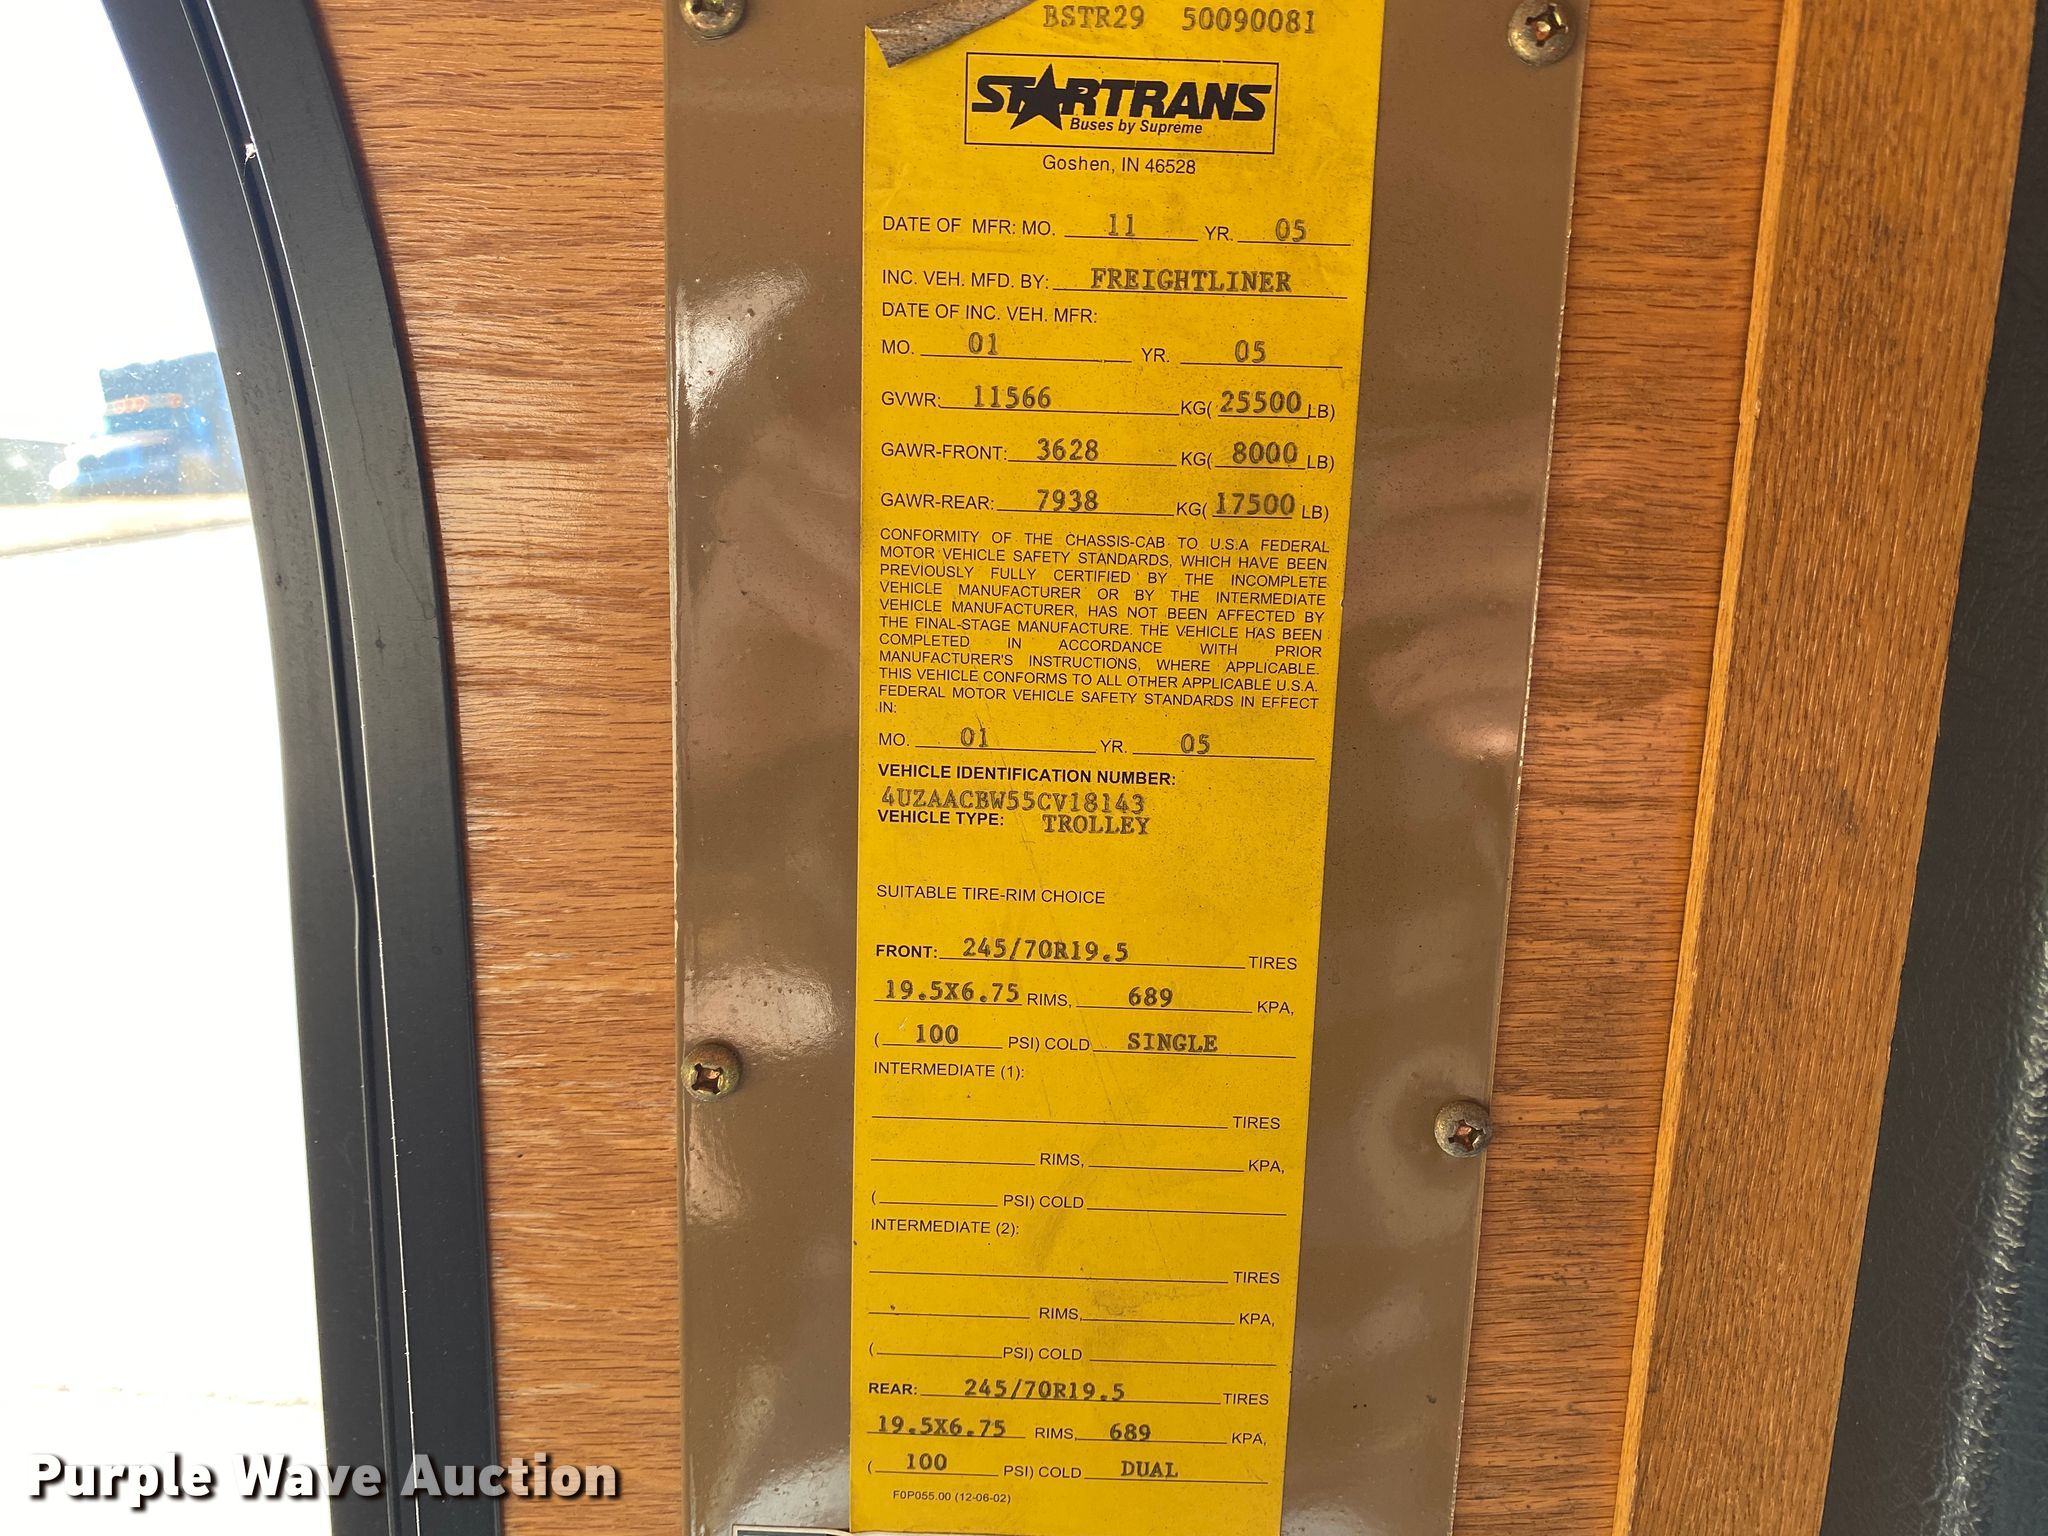 BSTR29 50090081
STARTRANS
Buses by Supreme
Goshen, IN 46528
DATE OF MFR: MO. 11 YR. 05
INC. VEH. MFD. BY: FREIGHTLINER
DATE OF INC. VEH. MFR:
MO. 01 YR. 05
GVWR: 11566 KG( 25500 LB)
GAWR-FRONT: 3628 KG( 8000 LB)
GAWR-REAR: 7938 KG( 17500 LB)
CONFORMITY OF THE CHASSIS-CAB TO U.S.A FEDERAL
MOTOR VEHICLE SAFETY STANDARDS, WHICH HAVE BEEN
PREVIOUSLY FULLY CERTIFIED BY THE INCOMPLETE
VEHICLE MANUFACTURER OR BY THE INTERMEDIATE
VEHICLE MANUFACTURER, HAS NOT BEEN AFFECTED BY
THE FINAL-STAGE MANUFACTURE. THE VEHICLE HAS BEEN
COMPLETED IN ACCORDANCE WITH PRIOR
MANUFACTURER'S INSTRUCTIONS, WHERE APPLICABLE.
THIS VEHICLE CONFORMS TO ALL OTHER APPLICABLE U.S.A.
FEDERAL MOTOR VEHICLE SAFETY STANDARDS IN EFFECT
IN:
MO. 01 YR. 05
VEHICLE IDENTIFICATION NUMBER:
4UZAACBW55CV18143
VEHICLE TYPE: TROLLEY
SUITABLE TIRE-RIM CHOICE
FRONT: 245/70R19.5 TIRES
19.5X6.75 RIMS, 689 KPA,
( 100 PSI) COLD SINGLE
INTERMEDIATE (1):
TIRES
RIMS, KPA,
( PSI) COLD
INTERMEDIATE (2):
TIRES
RIMS, KPA,
( PSI) COLD
REAR: 245/70R19.5 TIRES
19.5X6.75 RIMS, 689 KPA,
( 100 PSI) COLD DUAL
F0P055.00 (12-06-02)
Purple Wave Auction